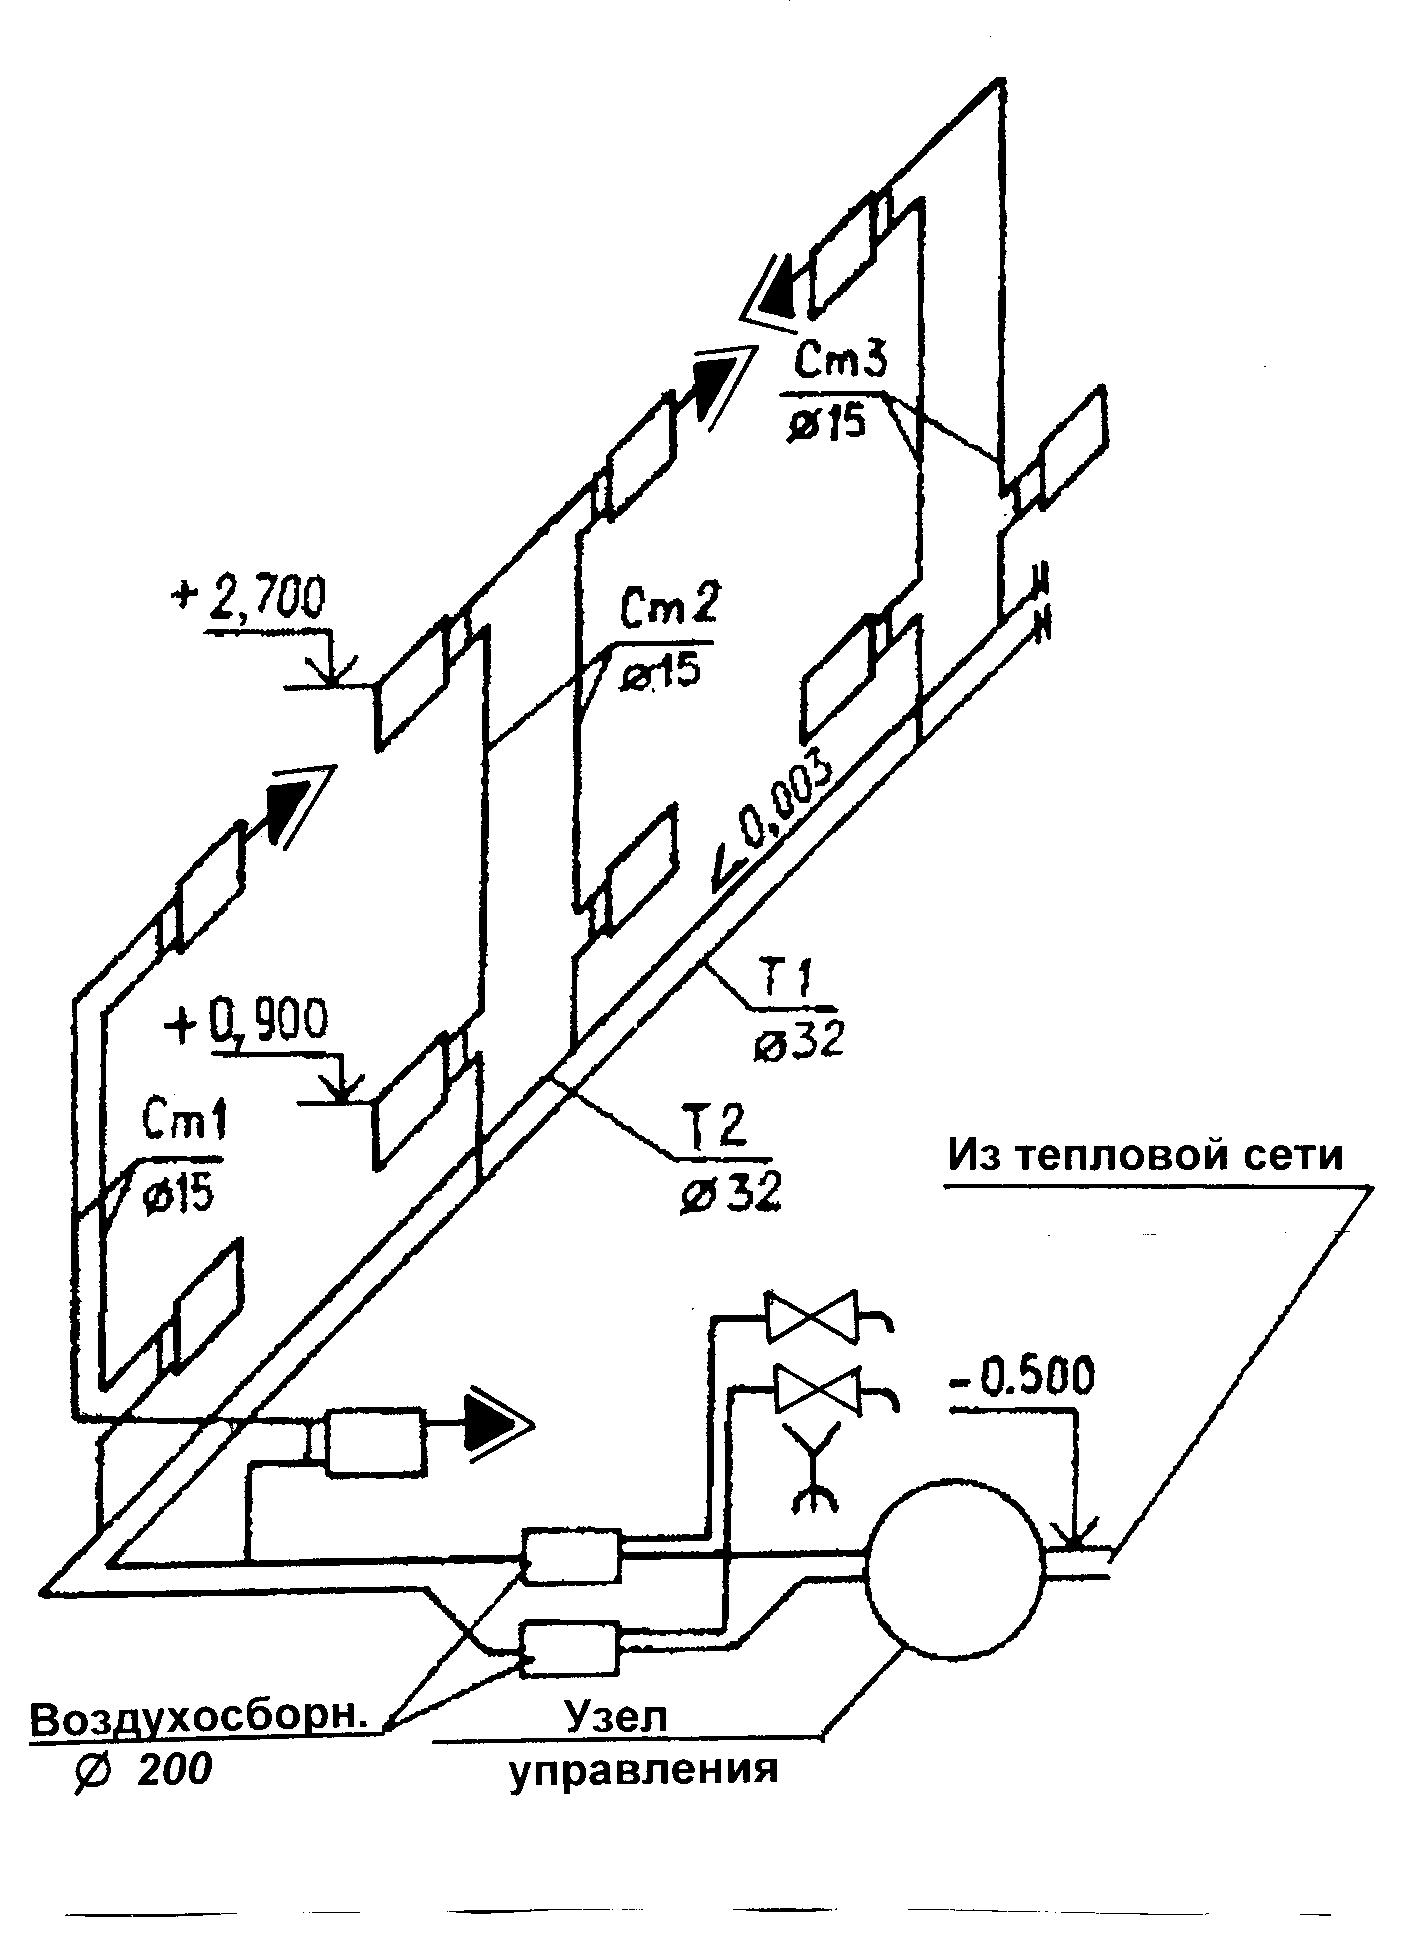 Ст3
ø15
+2,700
Ст2
ø15
0,003
Т1
ø32
+0,900
Ст1
ø15
Т2
ø32
Из тепловой сети
-0.500
Воздухосборн.
Ø 200
Узел
управления